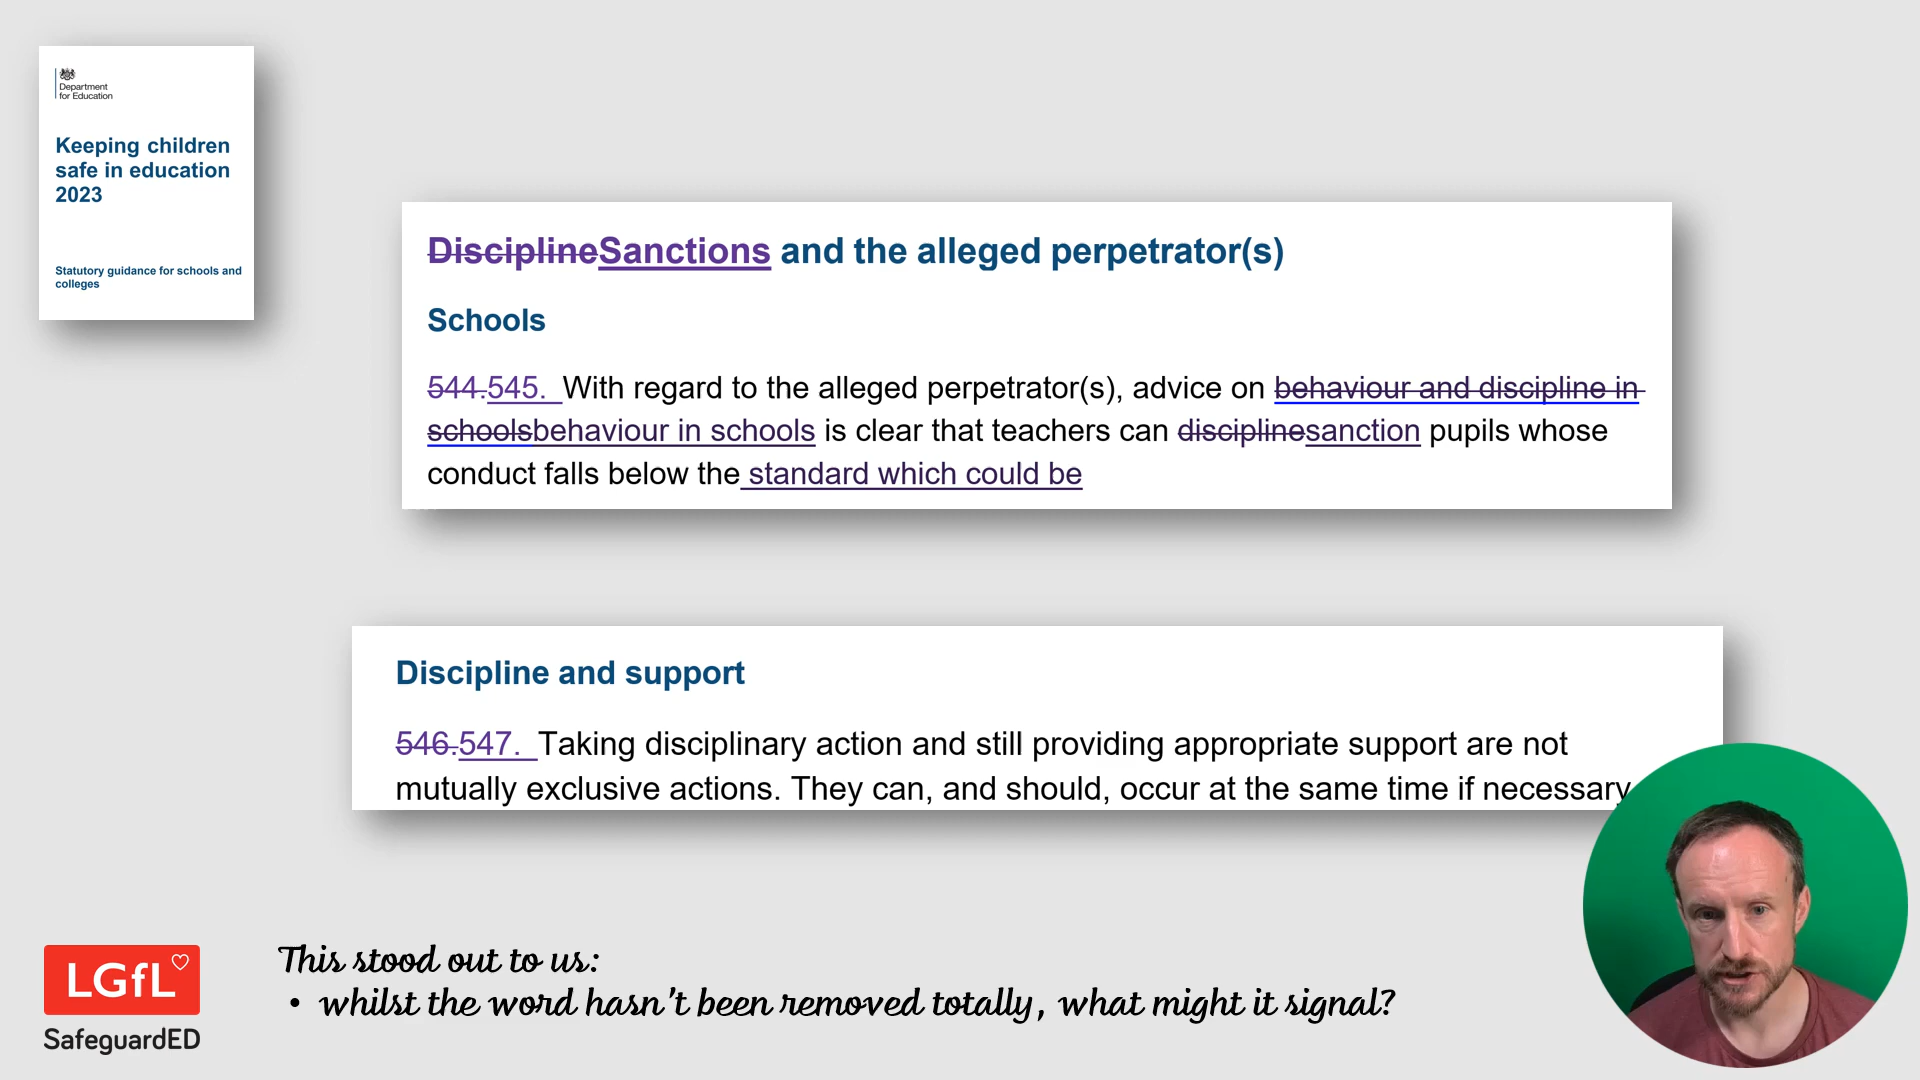 Department
for Education
Keeping children
safe in education
2023
Statutory guidance for schools and
colleges
DisciplineSanctions and the alleged perpetrator(s)
Schools
544.545. With regard to the alleged perpetrator(s), advice on behaviour and discipline in
schoolsbehaviour in schools is clear that teachers can disciplinesanction pupils whose
conduct falls below the standard which could be
Discipline and support
546.547. Taking disciplinary action and still providing appropriate support are not
mutually exclusive actions. They can, and should, occur at the same time if necessary
LGfL
SafeguardED
This stood out to us:
• whilst the word hasn't been removed totally, what might it signal?